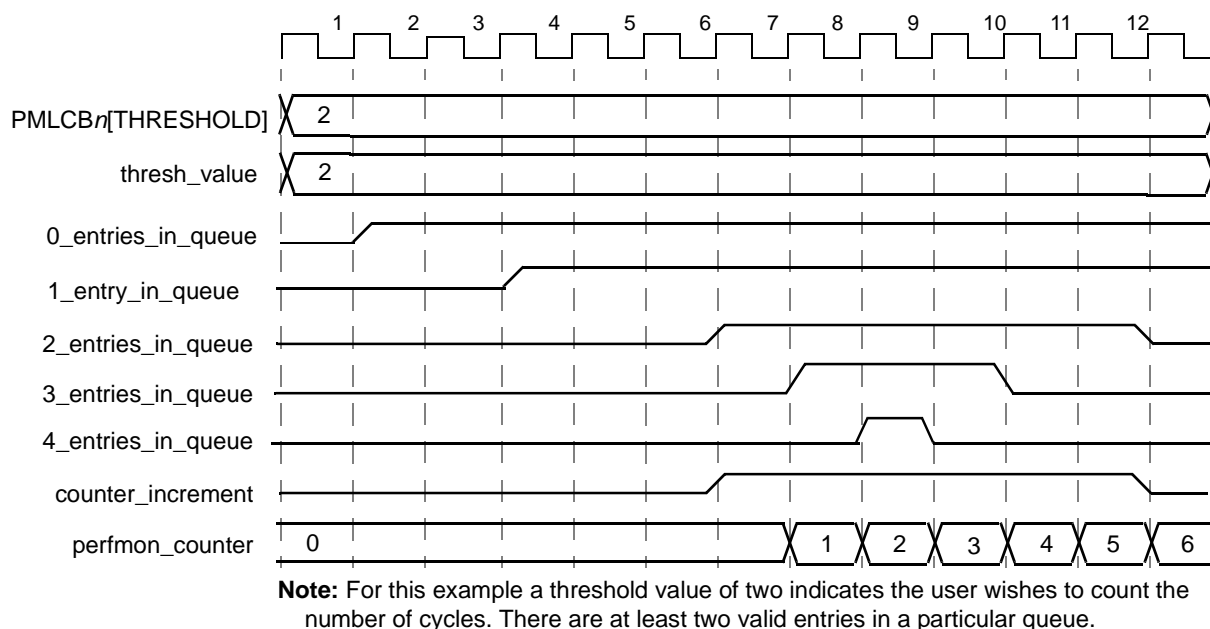 1 2 3 4 5 6 7 8 9 10 11 12
PMLCBn[THRESHOLD] 2
thresh_value 2
0_entries_in_queue
1_entry_in_queue
2_entries_in_queue
3_entries_in_queue
4_entries_in_queue
counter_increment
perfmon_counter 0 1 2 3 4 5 6
Note: For this example a threshold value of two indicates the user wishes to count the
number of cycles. There are at least two valid entries in a particular queue.